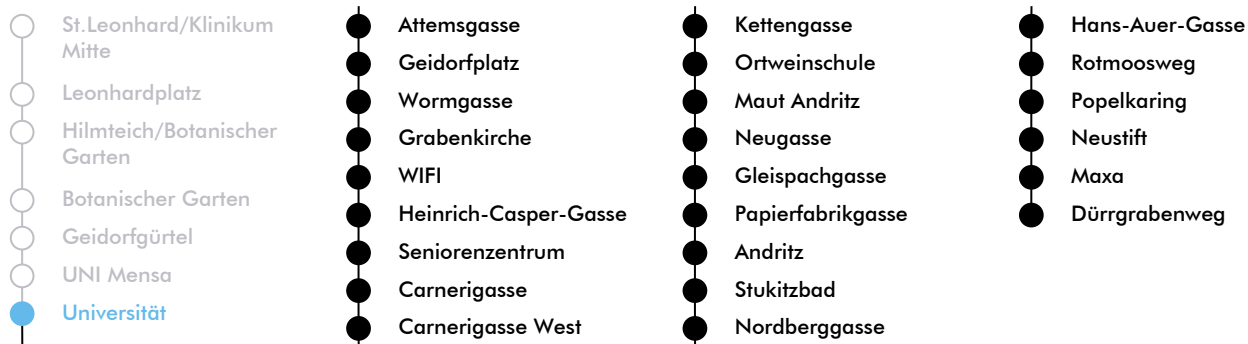 St.Leonhard/Klinikum
Mitte
Leonhardplatz
Hilmteich/Botanischer
Garten
Botanischer Garten
Geidorfgürtel
UNI Mensa
Universität
Attemsgasse
Geidorfplatz
Wormgasse
Grabenkirche
WIFI
Heinrich-Casper-Gasse
Seniorenzentrum
Carnerigasse
Carnerigasse West
Kettengasse
Ortweinschule
Maut Andritz
Neugasse
Gleispachgasse
Papierfabrikgasse
Andritz
Stukitzbad
Nordberggasse
Hans-Auer-Gasse
Rotmoosweg
Popelkaring
Neustift
Maxa
Dürrgrabenweg